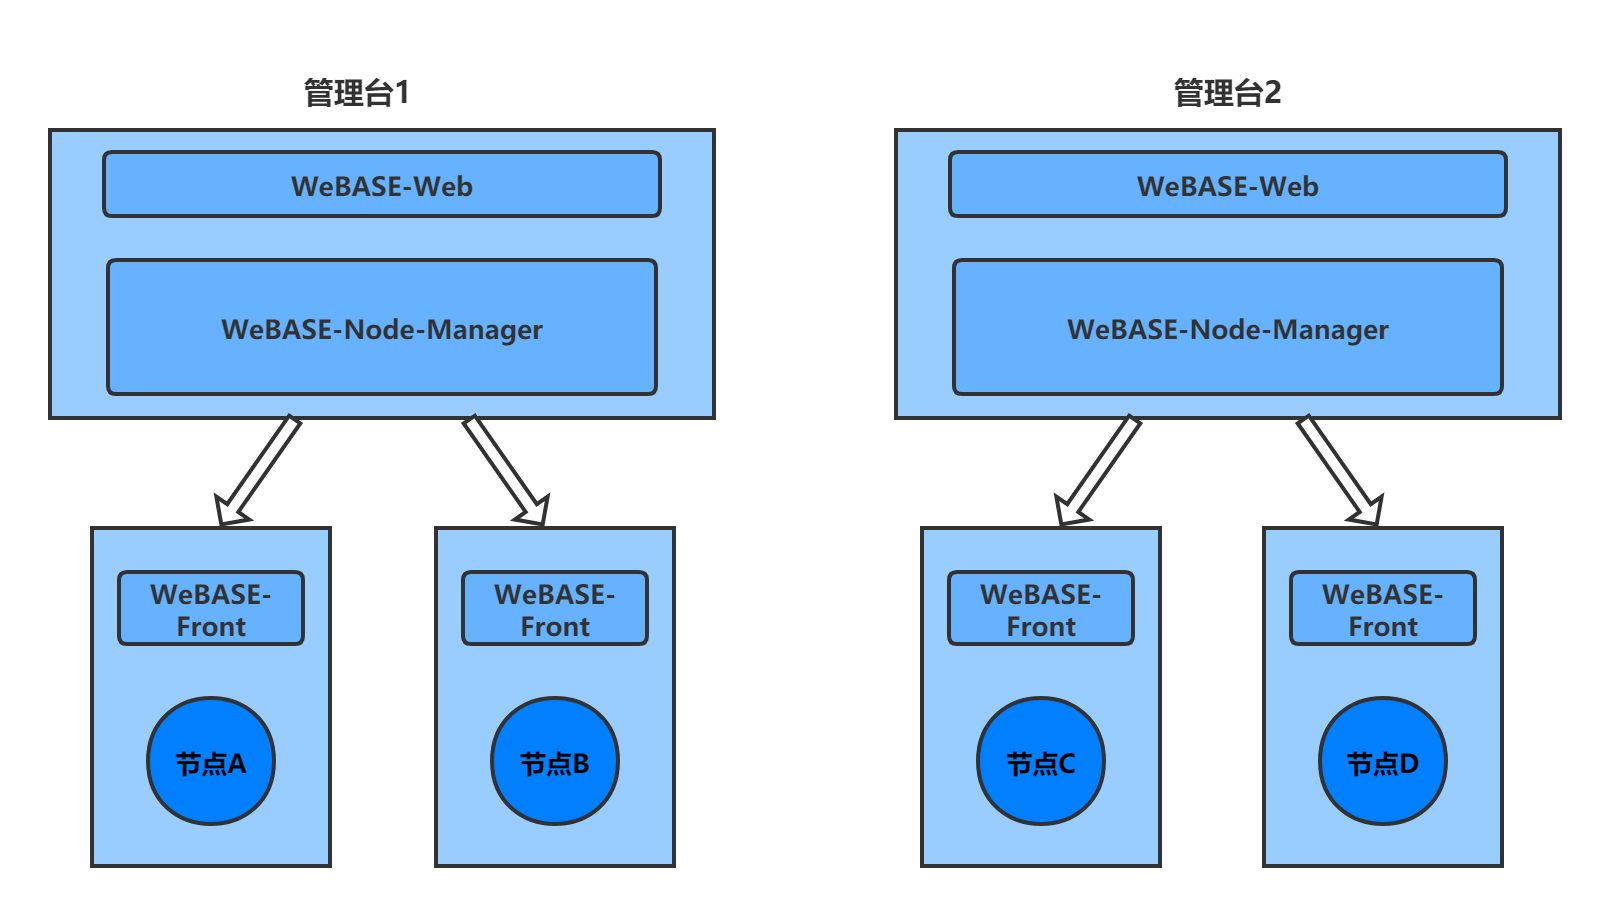 管理台1
WeBASE-Web
WeBASE-Node-Manager
WeBASE-
Front
节点A
WeBASE-
Front
节点B
管理台2
WeBASE-Web
WeBASE-Node-Manager
WeBASE-
Front
节点C
WeBASE-
Front
节点D